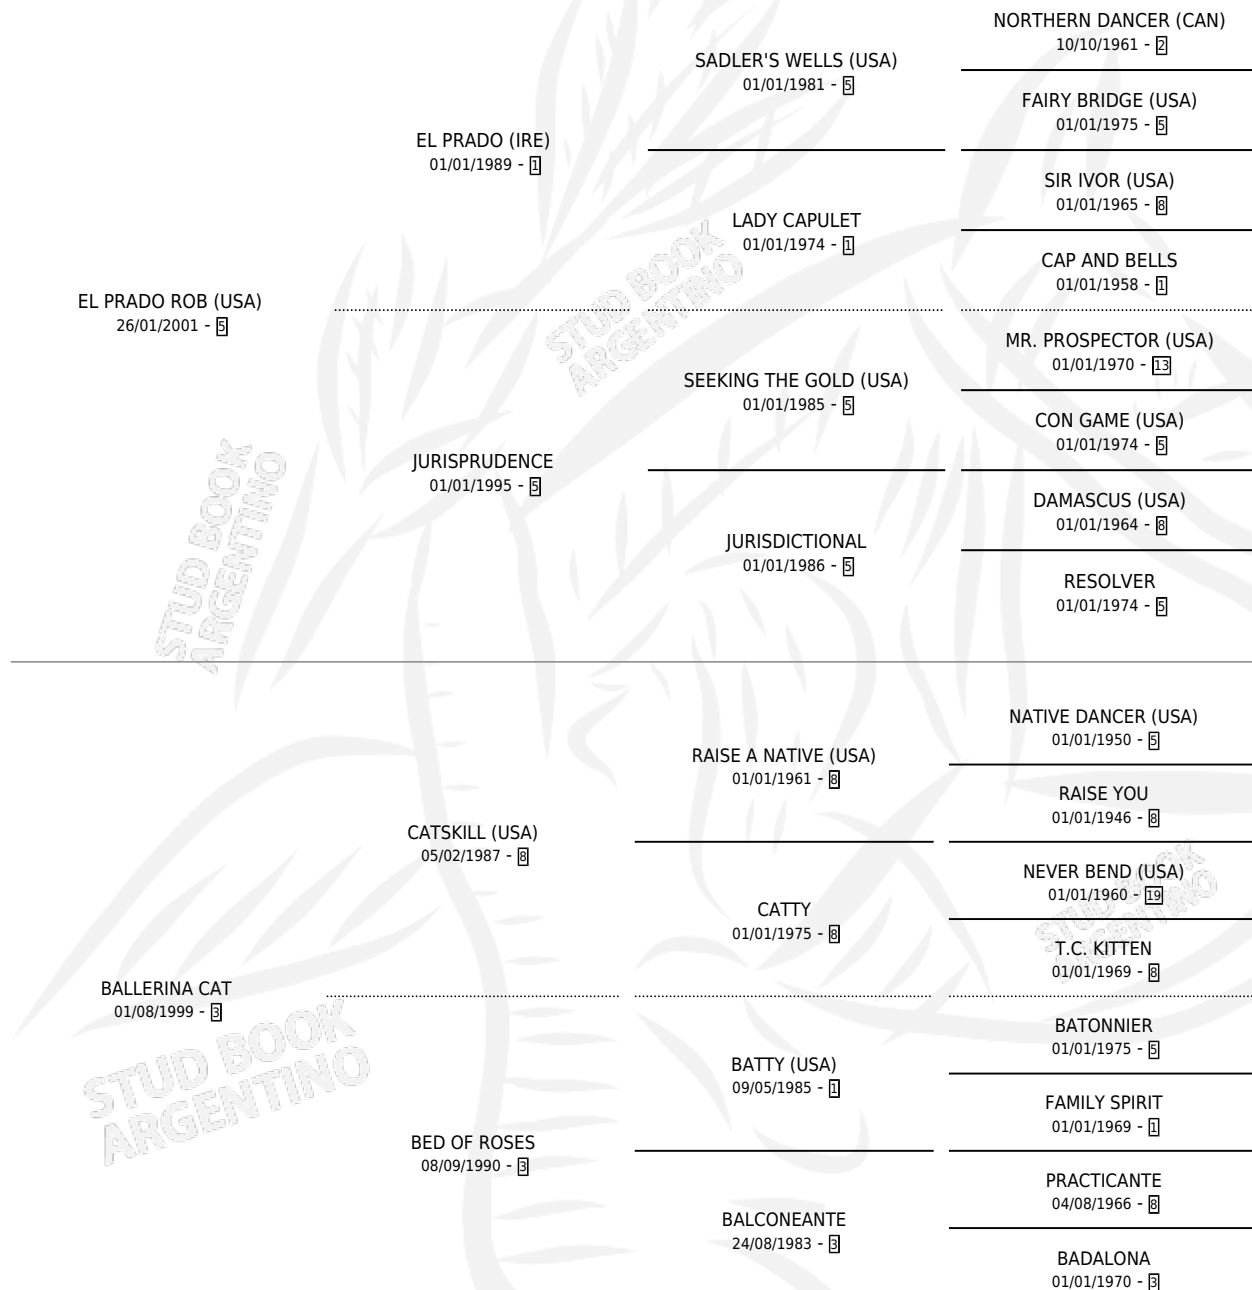 NORTHERN DANCER (CAN)
10/10/1961 - 2
SADLER'S WELLS (USA)
01/01/1981 - 5
FAIRY BRIDGE (USA)
01/01/1975 - 5
EL PRADO (IRE)
01/01/1989 - 1
SIR IVOR (USA)
01/01/1965 - 8
LADY CAPULET
01/01/1974 - 1
CAP AND BELLS
01/01/1958 - 1
EL PRADO ROB (USA)
26/01/2001 - 5
MR. PROSPECTOR (USA)
01/01/1970 - 13
SEEKING THE GOLD (USA)
01/01/1985 - 5
CON GAME (USA)
01/01/1974 - 5
JURISPRUDENCE
01/01/1995 - 5
DAMASCUS (USA)
01/01/1964 - 8
JURISDICTIONAL
01/01/1986 - 5
RESOLVER
01/01/1974 - 5
NATIVE DANCER (USA)
01/01/1950 - 5
RAISE A NATIVE (USA)
01/01/1961 - 8
RAISE YOU
01/01/1946 - 8
CATSKILL (USA)
05/02/1987 - 8
NEVER BEND (USA)
01/01/1960 - 19
CATTY
01/01/1975 - 8
T.C. KITTEN
01/01/1969 - 8
BALLERINA CAT
01/08/1999 - 3
BATONNIER
01/01/1975 - 5
BATTY (USA)
09/05/1985 - 1
FAMILY SPIRIT
01/01/1969 - 1
BED OF ROSES
08/09/1990 - 3
PRACTICANTE
04/08/1966 - 8
BALCONEANTE
24/08/1983 - 3
BADALONA
01/01/1970 - 3
STUD BOOK
ARGENTINO
STUD BOOK
ARGENTINO
STUD BOOK
ARGENTINO
STUD BOOK
ARGENTINO